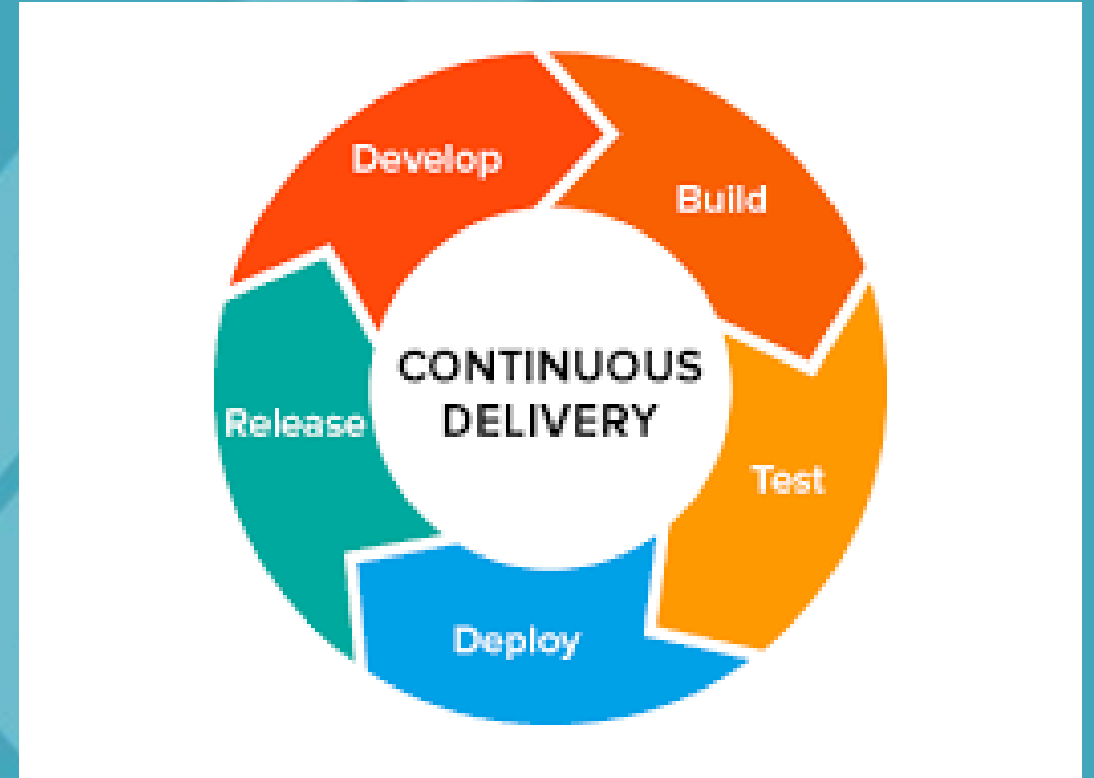 Develop
Build
CONTINUOUS
DELIVERY
Release
Test
Deploy